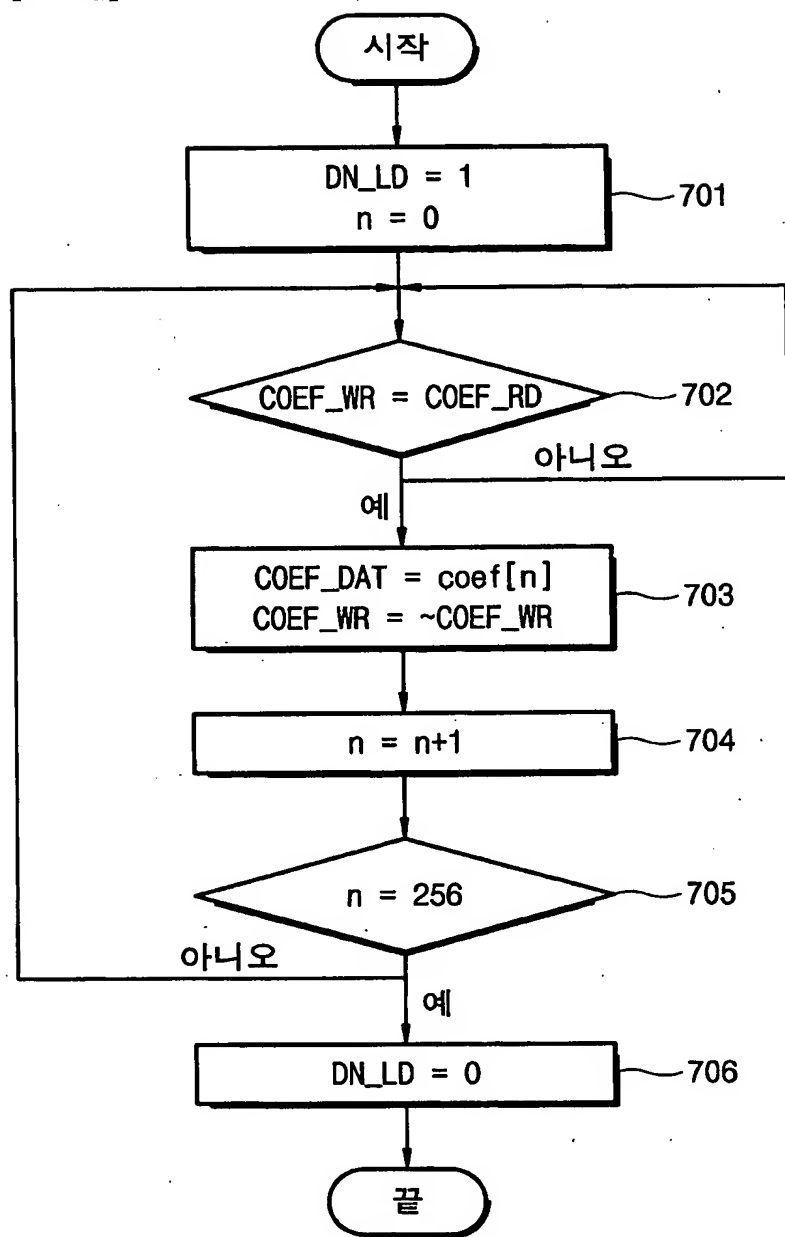 시작
DN_LD = 1
n = 0
701
COEF_WR = COEF_RD
702
아니오
예
COEF_DAT = coef[n]
COEF_WR = ~COEF_WR
703
n = n+1
704
n = 256
705
아니오
예
DN_LD = 0
706
끝